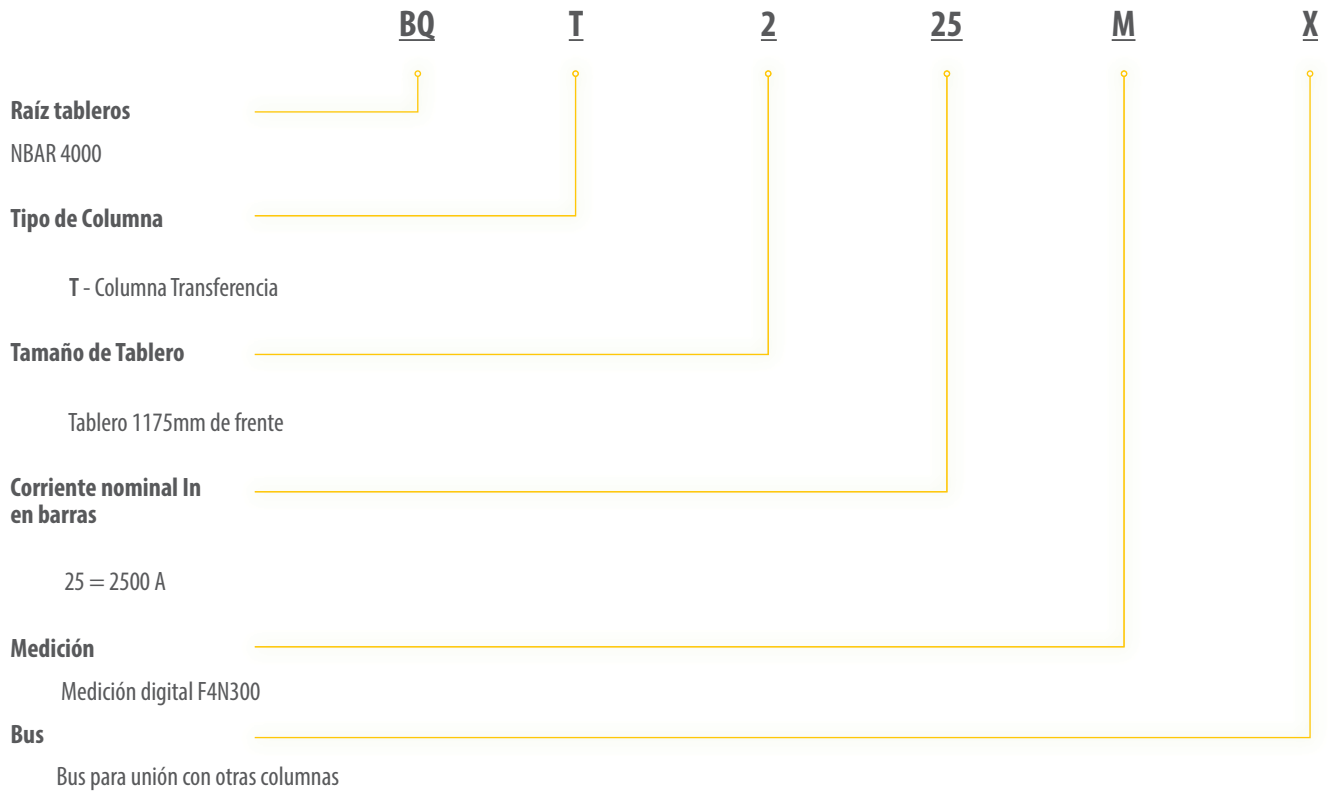 BQ T 2 25 M X
Raíz tableros
NBAR 4000
Tipo de Columna
T - Columna Transferencia
Tamaño de Tablero
Tablero 1175mm de frente
Corriente nominal In
en barras
25 = 2500 A
Medición
Medición digital F4N300
Bus
Bus para unión con otras columnas